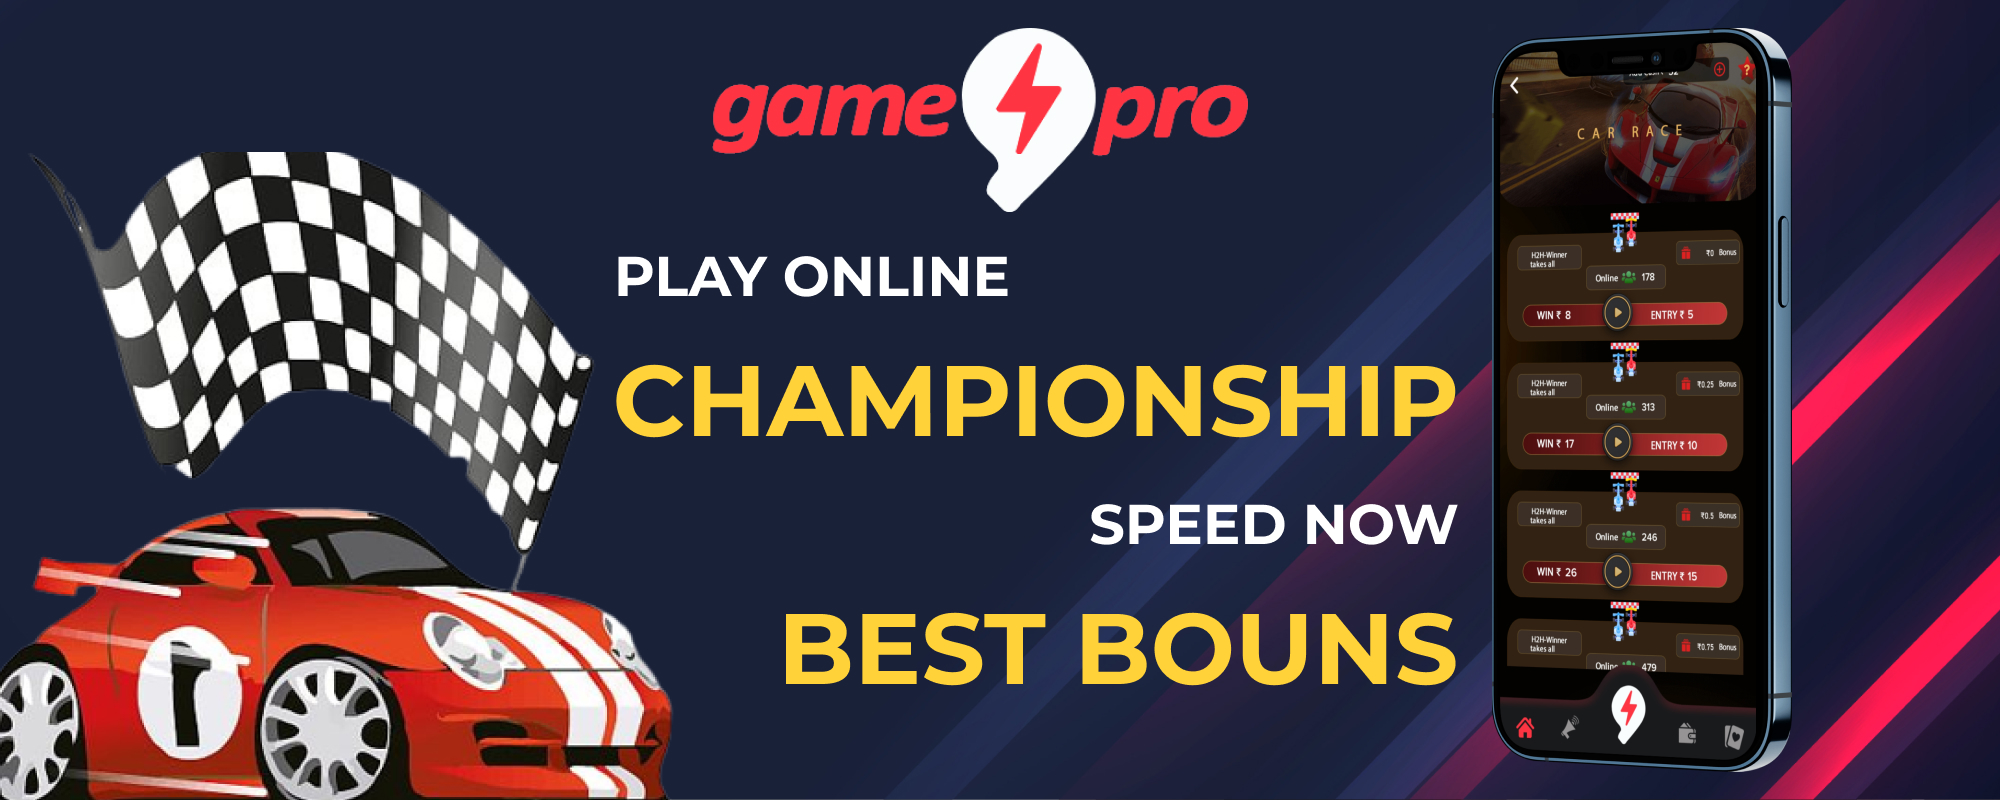 game pro
PLAY ONLINE
CHAMPIONSHIP
SPEED NOW
BEST BOUNS
?
CAR RACE
H2H-Winner
takes all
₹0 Bonus
Online 178
WIN ₹ 8
ENTRY ₹ 5
H2H-Winner
takes all
₹0.25 Bonus
Online 313
WIN ₹ 17
ENTRY ₹ 10
H2H-Winner
takes all
₹0.5 Bonus
Online 246
WIN ₹ 26
ENTRY ₹ 15
H2H-Winner
takes all
₹0.75 Bonus
Online 479
1